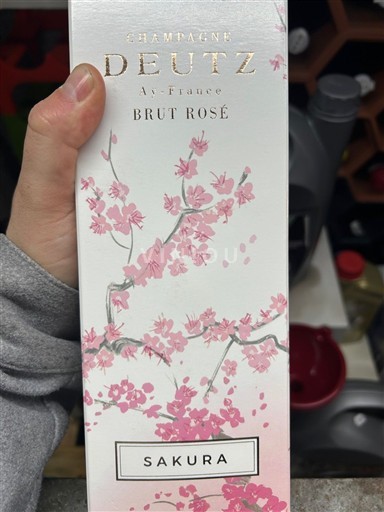 CHAMPAGNE
DEUTZ
Aÿ-France
BRUT ROSÉ
SAKURA